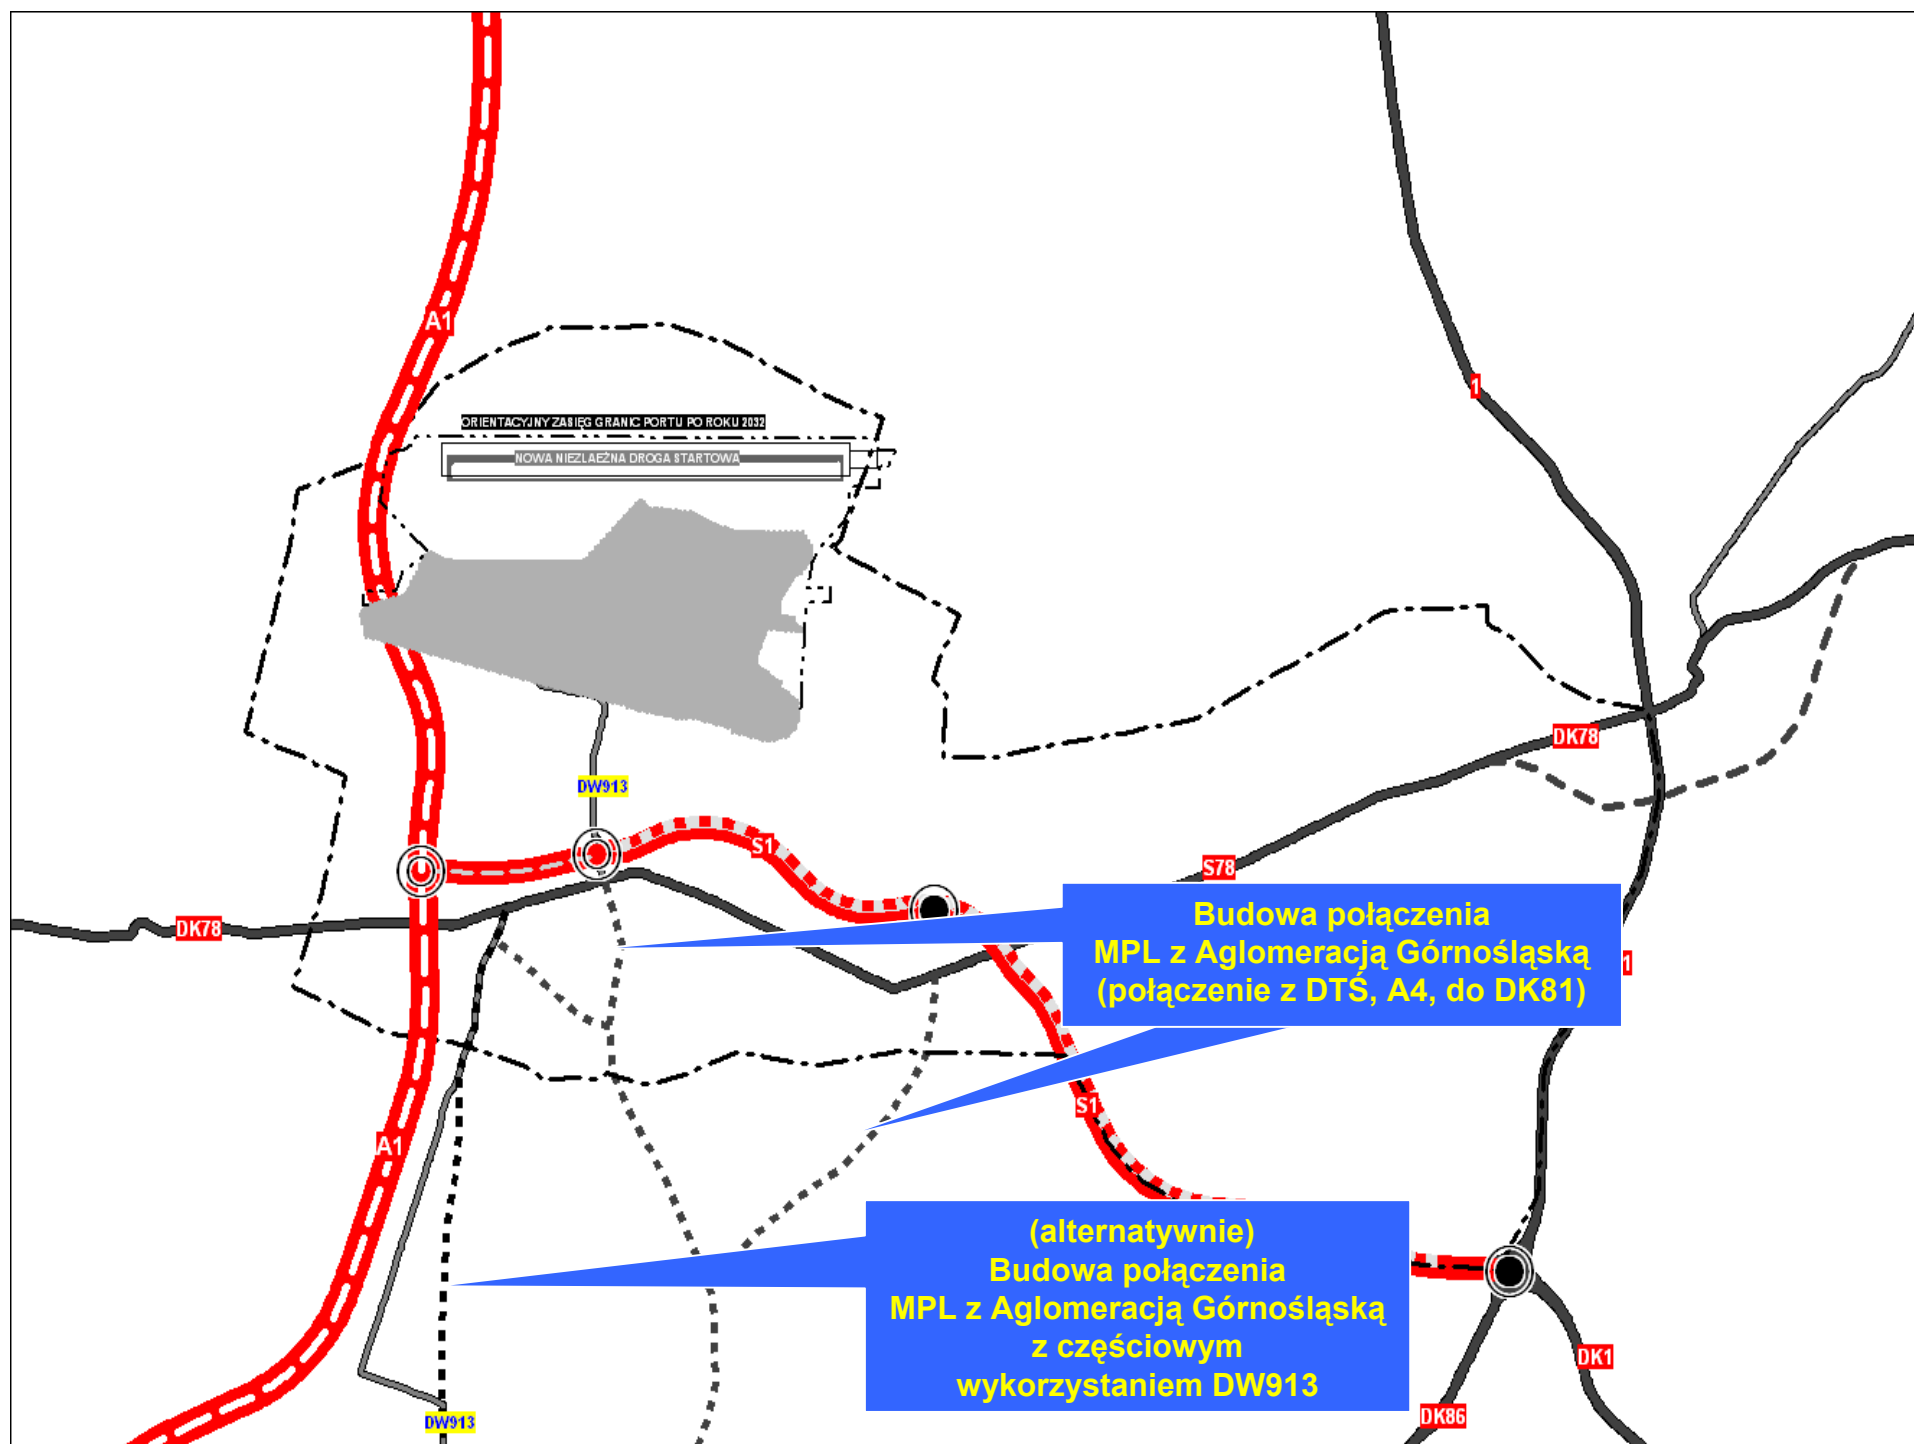 A1
1
ORIENTACYJNY ZASIĘG GRANIC PORTU PO ROKU 2032
NOWA NIEZLAEŻNA DROGA STARTOWA
DK78
DW913
S1
S78
DK78
Budowa połączenia
MPL z Aglomeracją Górnośląską
(połączenie z DTŚ, A4, do DK81)
1
S1
A1
(alternatywnie)
Budowa połączenia
MPL z Aglomeracją Górnośląską
z częściowym
wykorzystaniem DW913
DK1
DK86
DW913